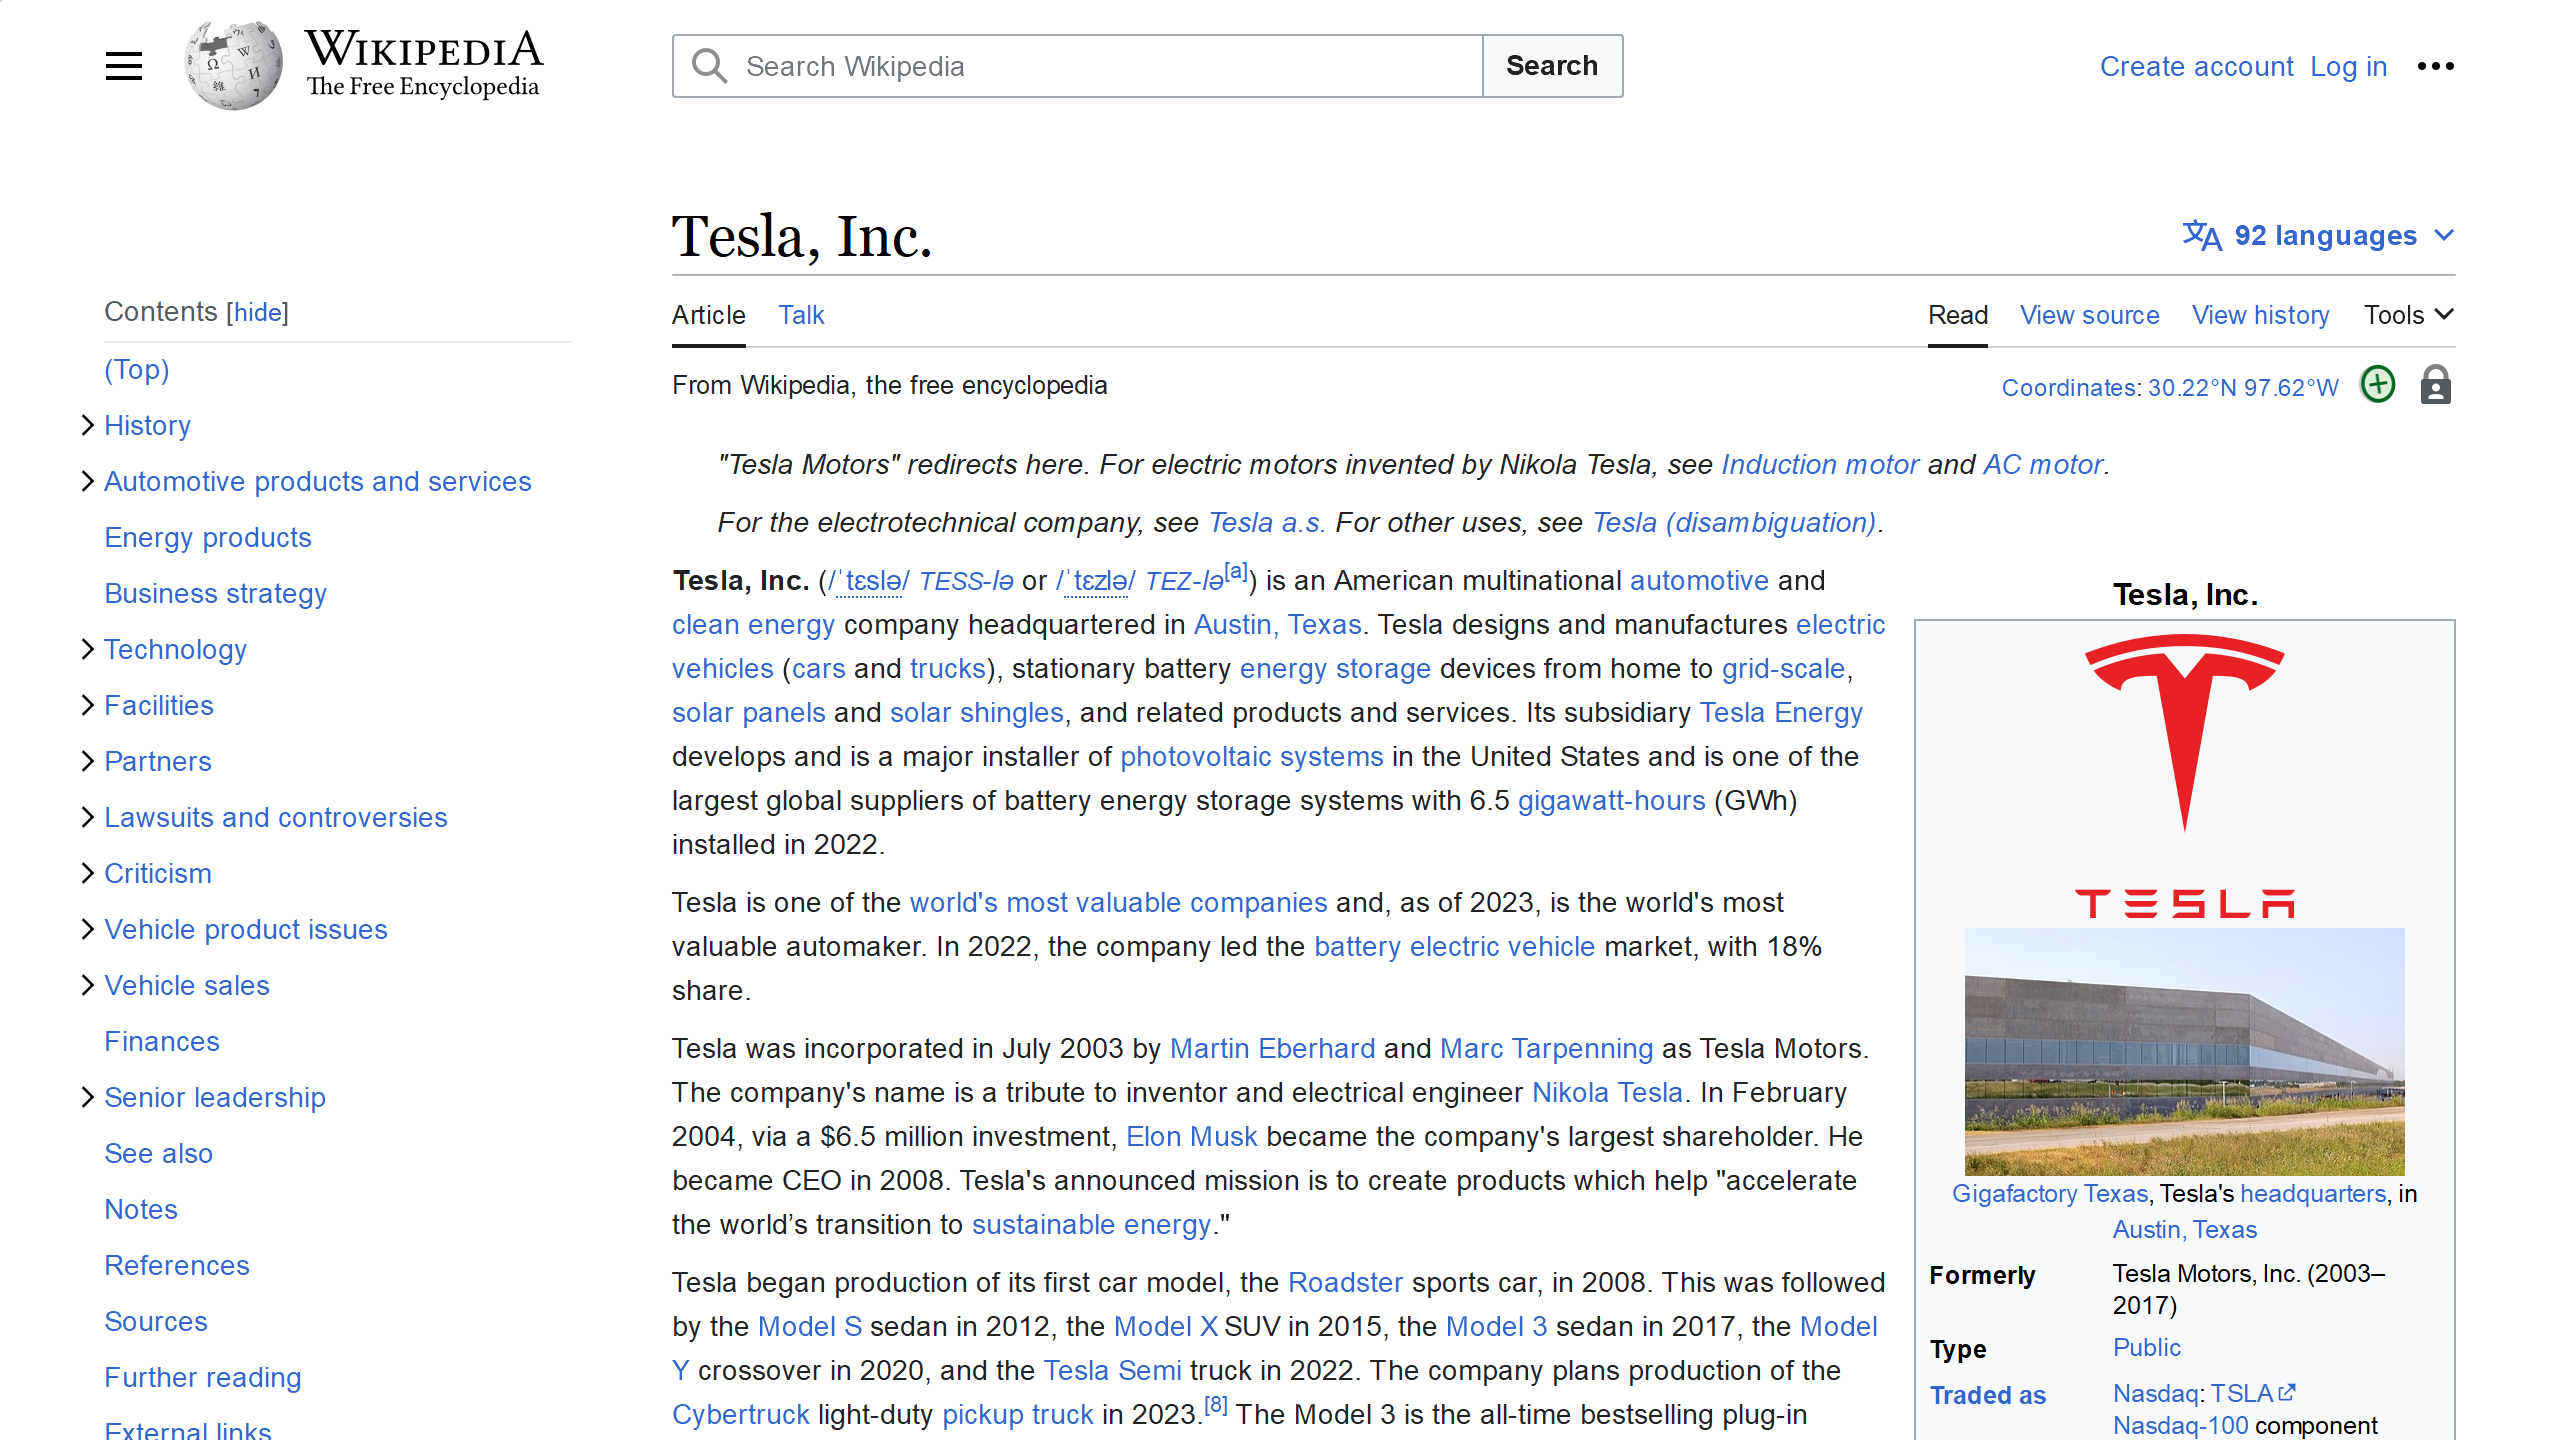 WIKIPEDIA
The Free Encyclopedia
Search Wikipedia
Search
Create account Log in
Tesla, Inc.
92 languages
Contents [hide]
(Top)
History
Automotive products and services
Energy products
Business strategy
Technology
Facilities
Partners
Lawsuits and controversies
Criticism
Vehicle product issues
Vehicle sales
Finances
Senior leadership
See also
Notes
References
Sources
Further reading
External links
Article Talk
Read View source View history Tools
From Wikipedia, the free encyclopedia
Coordinates: 30.22°N 97.62°W
"Tesla Motors" redirects here. For electric motors invented by Nikola Tesla, see Induction motor and AC motor.
For the electrotechnical company, see Tesla a.s. For other uses, see Tesla (disambiguation).
Tesla, Inc. (/ˈtɛslə/ TESS-lə or /ˈtɛzlə/ TEZ-lə[a]) is an American multinational automotive and
clean energy company headquartered in Austin, Texas. Tesla designs and manufactures electric
vehicles (cars and trucks), stationary battery energy storage devices from home to grid-scale,
solar panels and solar shingles, and related products and services. Its subsidiary Tesla Energy
develops and is a major installer of photovoltaic systems in the United States and is one of the
largest global suppliers of battery energy storage systems with 6.5 gigawatt-hours (GWh)
installed in 2022.
Tesla is one of the world's most valuable companies and, as of 2023, is the world's most
valuable automaker. In 2022, the company led the battery electric vehicle market, with 18%
share.
Tesla was incorporated in July 2003 by Martin Eberhard and Marc Tarpenning as Tesla Motors.
The company's name is a tribute to inventor and electrical engineer Nikola Tesla. In February
2004, via a $6.5 million investment, Elon Musk became the company's largest shareholder. He
became CEO in 2008. Tesla's announced mission is to create products which help "accelerate
the world’s transition to sustainable energy."
Tesla began production of its first car model, the Roadster sports car, in 2008. This was followed
by the Model S sedan in 2012, the Model X SUV in 2015, the Model 3 sedan in 2017, the Model
Y crossover in 2020, and the Tesla Semi truck in 2022. The company plans production of the
Cybertruck light-duty pickup truck in 2023.[8] The Model 3 is the all-time bestselling plug-in
Tesla, Inc.
TESLA
Gigafactory Texas, Tesla's headquarters, in
Austin, Texas
Formerly Tesla Motors, Inc. (2003–
2017)
Type Public
Traded as Nasdaq: TSLA
Nasdaq-100 component